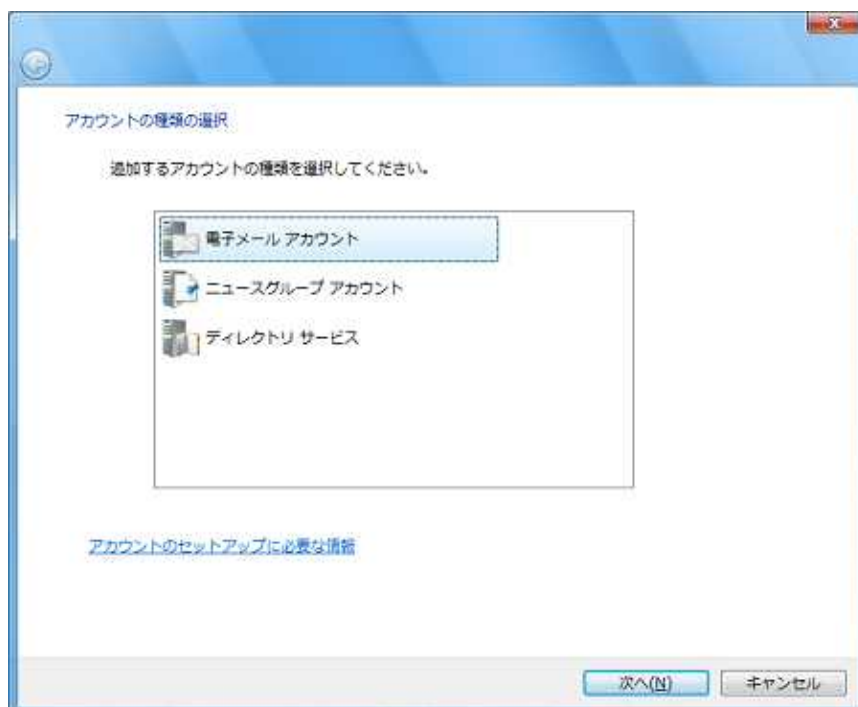 アカウントの種類の選択
追加するアカウントの種類を選択してください。
電子メール アカウント
ニュースグループ アカウント
ディレクトリ サービス
アカウントのセットアップに必要な情報
次へ(N)
キャンセル